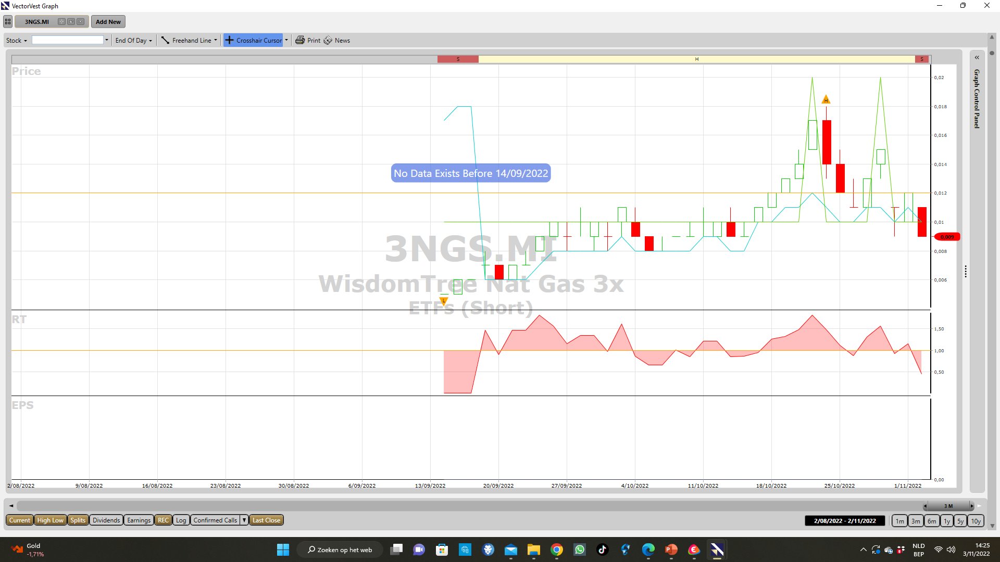 VectorVest Graph
3NGS.MI Add New
Stock End Of Day Freehand Line Crosshair Cursor Print News
S H S
Price
0,02
0,018
0,016
0,014
0,012
0,01
0,009
0,008
0,006
H
L
No Data Exists Before 14/09/2022
3NGS.MI
WisdomTree Nat Gas 3x
ETFs (Short)
RT
1,50
1,00
0,50
EPS
0,00
2/08/2022 9/08/2022 16/08/2022 23/08/2022 30/08/2022 6/09/2022 13/09/2022 20/09/2022 27/09/2022 4/10/2022 11/10/2022 18/10/2022 25/10/2022 1/11/2022
«
Graph Control Panel
3 M
Current High Low Splits Dividends Earnings REC Log Confirmed Calls Last Close 2/08/2022 - 2/11/2022 1m 3m 6m 1y 5y 10y
Gold
-1,71%
Zoeken op het web
NLD
BEP
14:25
3/11/2022